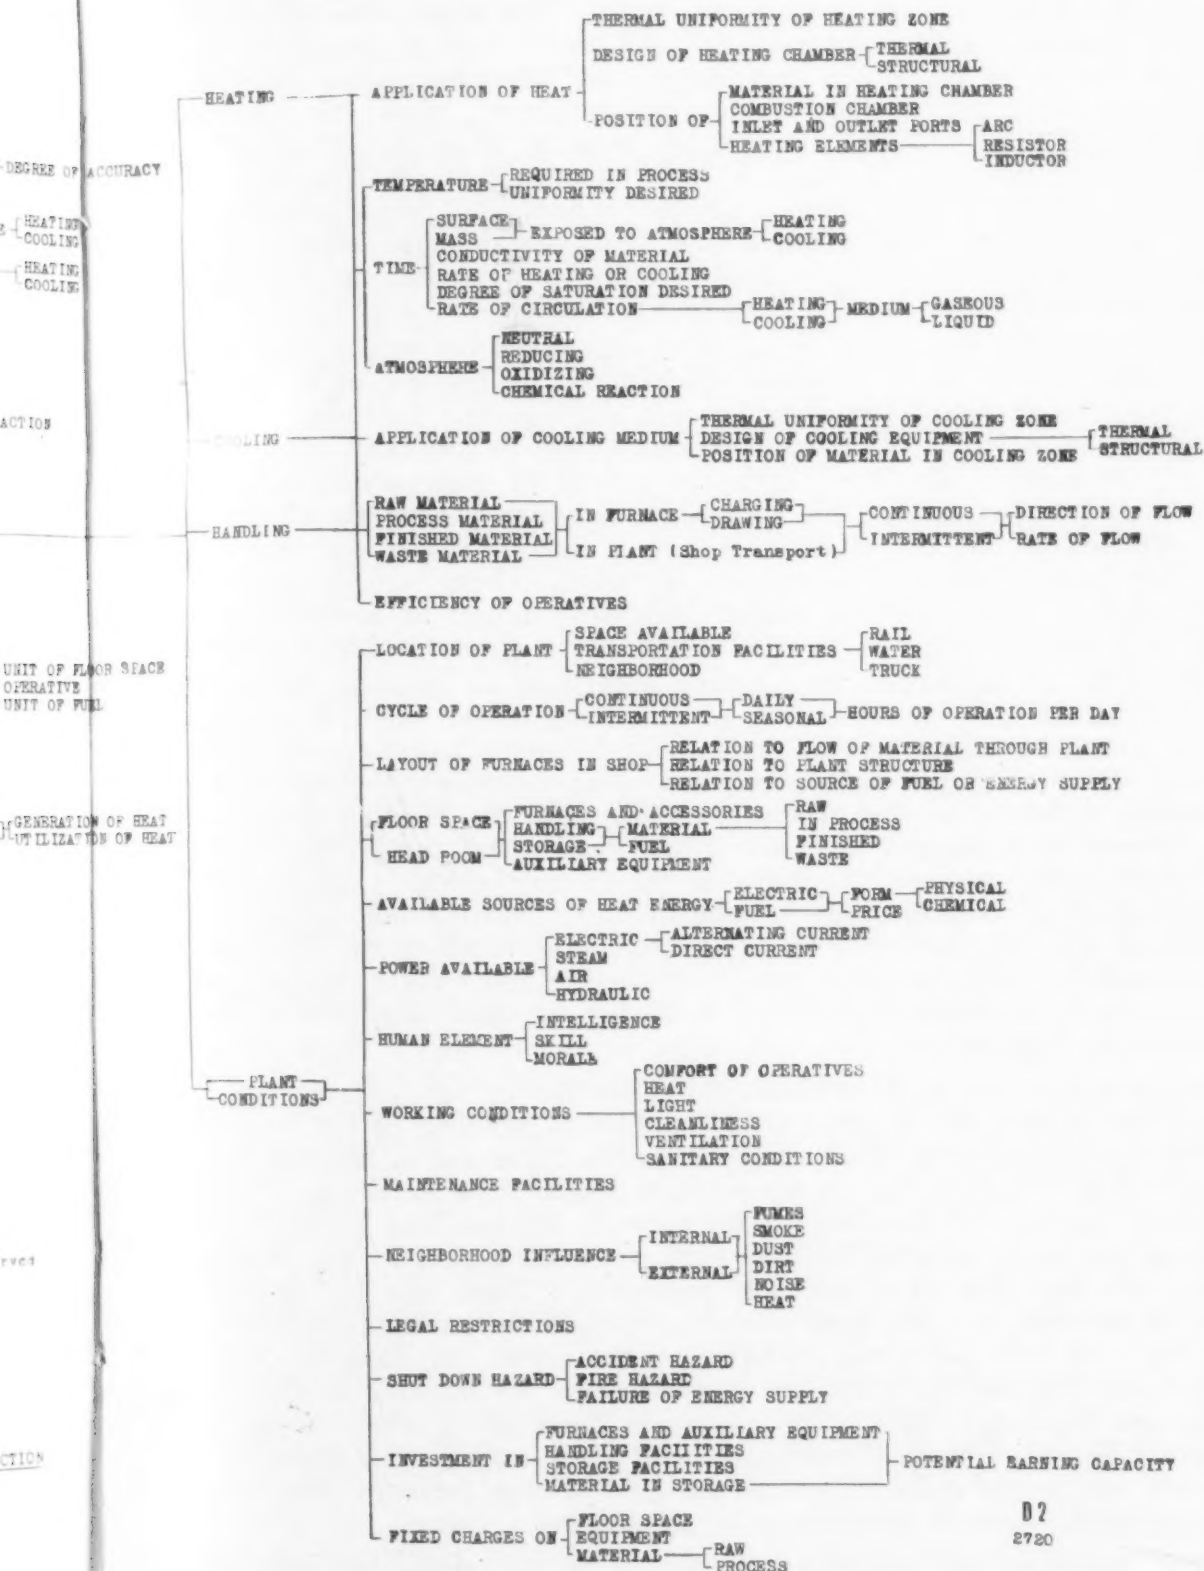 THERMAL UNIFORMITY OF HEATING ZONE
DESIGN OF HEATING CHAMBER THERMAL
STRUCTURAL
HEATING APPLICATION OF HEAT
MATERIAL IN HEATING CHAMBER
COMBUSTION CHAMBER
POSITION OF
INLET AND OUTLET PORTS ARC
HEATING ELEMENTS RESISTOR
INDUCTOR
DEGREE OF ACCURACY
TEMPERATURE REQUIRED IN PROCESS
UNIFORMITY DESIRED
HEATING
COOLING
SURFACE HEATING
MASS EXPOSED TO ATMOSPHERE COOLING
HEATING
COOLING
CONDUCTIVITY OF MATERIAL
TIME RATE OF HEATING OR COOLING
DEGREE OF SATURATION DESIRED
RATE OF CIRCULATION HEATING MEDIUM GASEOUS
COOLING LIQUID
NEUTRAL
REDUCING
ATMOSPHERE OXIDIZING
CHEMICAL REACTION
ACTION
THERMAL UNIFORMITY OF COOLING ZONE
COOLING APPLICATION OF COOLING MEDIUM DESIGN OF COOLING EQUIPMENT THERMAL
POSITION OF MATERIAL IN COOLING ZONE STRUCTURAL
RAW MATERIAL CHARGING
PROCESS MATERIAL IN FURNACE DRAWING CONTINUOUS DIRECTION OF FLOW
HANDLING FINISHED MATERIAL
WASTE MATERIAL IN PLANT (Shop Transport) INTERMITTENT RATE OF FLOW
EFFICIENCY OF OPERATIVES
SPACE AVAILABLE RAIL
LOCATION OF PLANT TRANSPORTATION FACILITIES WATER
NEIGHBORHOOD TRUCK
UNIT OF FLOOR SPACE
OPERATIVE
UNIT OF FUEL
CYCLE OF OPERATION CONTINUOUS DAILY
INTERMITTENT SEASONAL HOURS OF OPERATION PER DAY
RELATION TO FLOW OF MATERIAL THROUGH PLANT
LAYOUT OF FURNACES IN SHOP RELATION TO PLANT STRUCTURE
RELATION TO SOURCE OF FUEL OR ENERGY SUPPLY
GENERATION OF HEAT
UTILIZATION OF HEAT
FURNACES AND ACCESSORIES RAW
FLOOR SPACE HANDLING MATERIAL IN PROCESS
STORAGE FUEL FINISHED
HEAD POOM AUXILIARY EQUIPMENT WASTE
AVAILABLE SOURCES OF HEAT ENERGY ELECTRIC FORM PHYSICAL
FUEL PRICE CHEMICAL
ELECTRIC ALTERNATING CURRENT
STEAM DIRECT CURRENT
POWER AVAILABLE AIR
HYDRAULIC
INTELLIGENCE
HUMAN ELEMENT SKILL
MORALE
PLANT
CONDITIONS
COMFORT OF OPERATIVES
HEAT
WORKING CONDITIONS LIGHT
CLEANLINESS
VENTILATION
SANITARY CONDITIONS
MAINTENANCE FACILITIES
FUMES
INTERNAL SMOKE
NEIGHBORHOOD INFLUENCE DUST
EXTERNAL DIRT
NOISE
HEAT
rved
LEGAL RESTRICTIONS
ACCIDENT HAZARD
SHUT DOWN HAZARD FIRE HAZARD
FAILURE OF ENERGY SUPPLY
CTION
FURNACES AND AUXILIARY EQUIPMENT
INVESTMENT IN HANDLING FACILITIES
STORAGE FACILITIES POTENTIAL EARNING CAPACITY
MATERIAL IN STORAGE
FLOOR SPACE
FIXED CHARGES ON EQUIPMENT
MATERIAL RAW
PROCESS
D2
2720